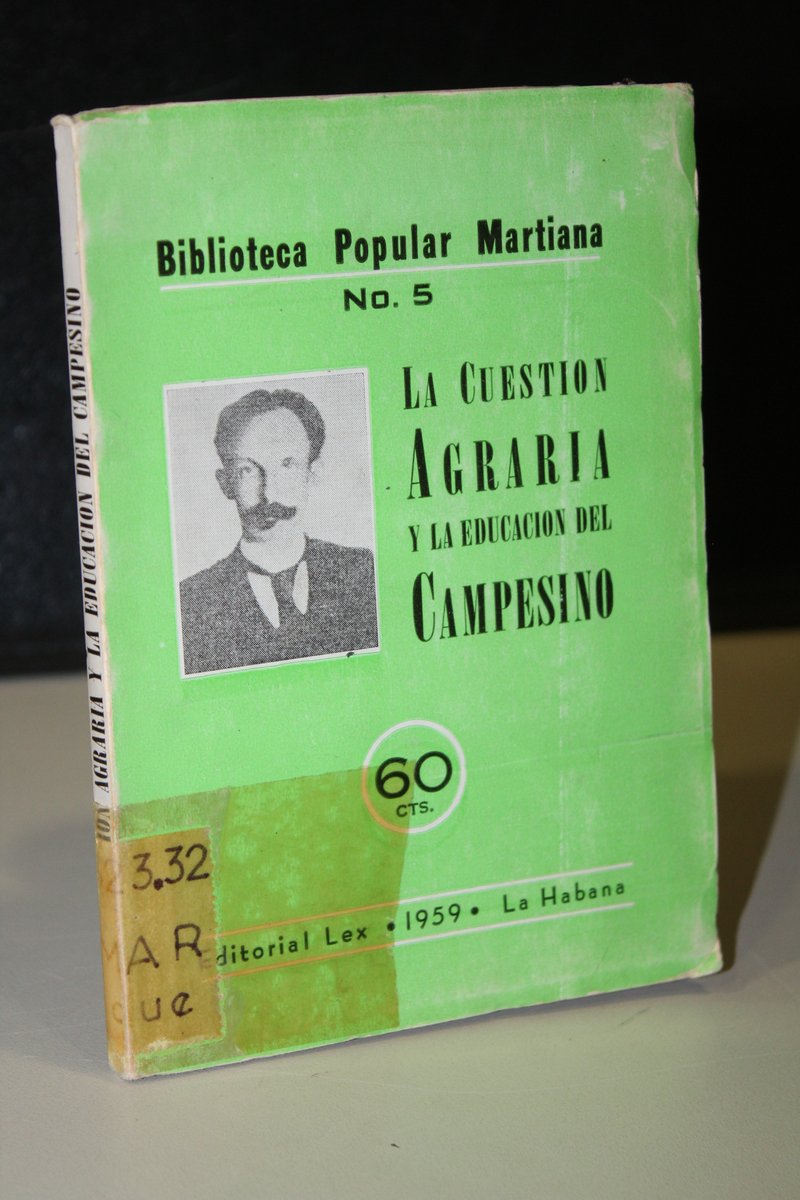 Biblioteca Popular Martiana
No. 5
LA CUESTION
AGRARIA
Y LA EDUCACION DEL
CAMPESINO
60
CTS.
ditorial Lex • 1959 • La Habana
3.32
AR
cue
ION AGRARIA Y LA EDUCACION DEL CAMPESINO